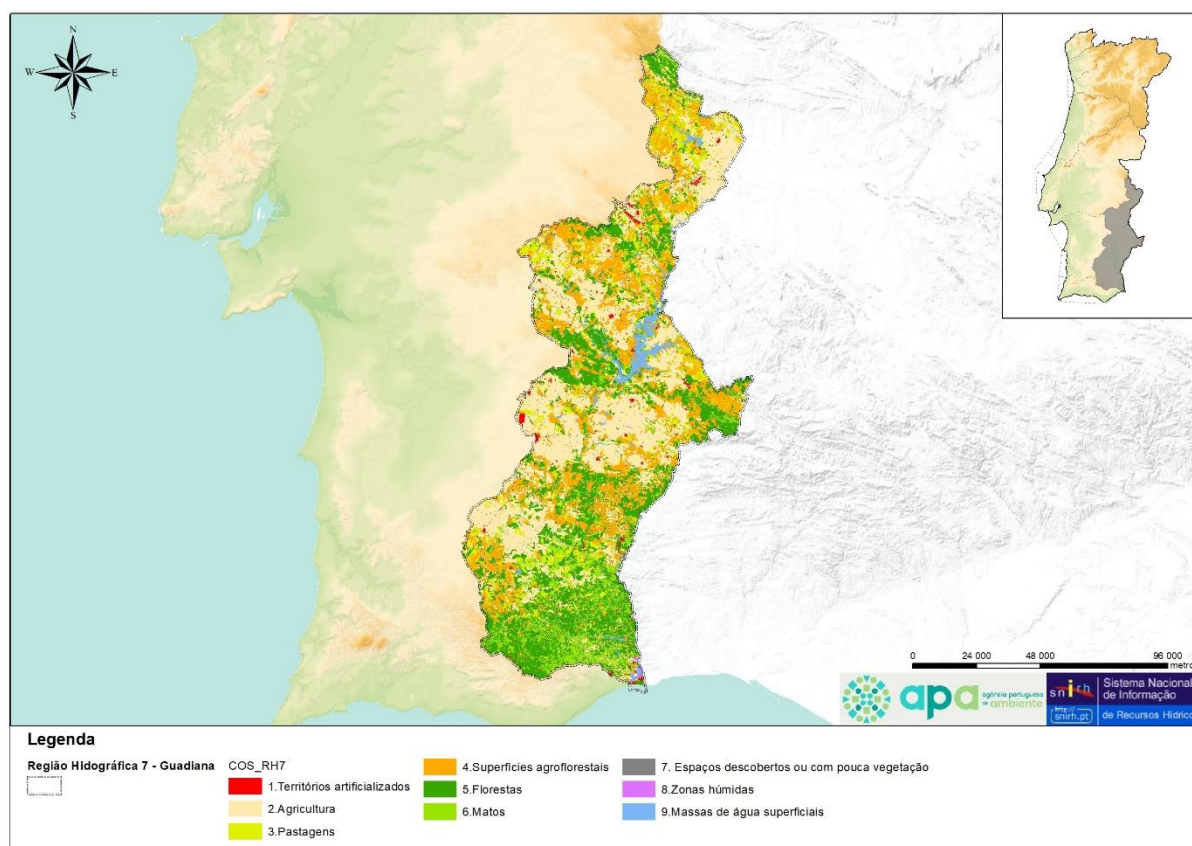 N
W
E
S
0
24 000
48 000
96 000
metro
apa
agência portuguesa
do ambiente
snirh
http://
snirh.pt
Sistema Nacional
de Informação
de Recursos Hídrico
Legenda
Região Hidográfica 7 - Guadiana
COS_RH7
1.Territórios artificializados
2.Agricultura
3.Pastagens
4.Superfícies agroflorestais
5.Florestas
6.Matos
7. Espaços descobertos ou com pouca vegetação
8.Zonas húmidas
9.Massas de água superficiais